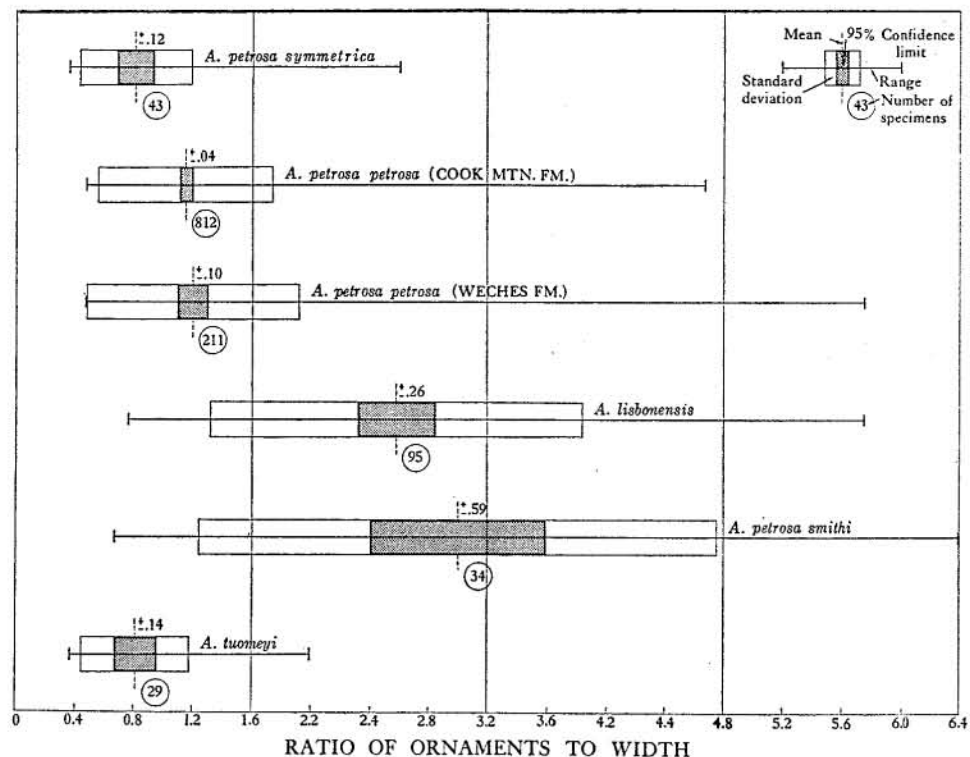 ±.12
A. petrosa symmetrica
43
Mean
95% Confidence limit
Standard deviation
Range
43
Number of specimens
±.04
A. petrosa petrosa (COOK MTN. FM.)
812
±.10
A. petrosa petrosa (WECHES FM.)
211
±.26
A. lisbonensis
95
±.59
A. petrosa smithi
34
±.14
A. tuomeyi
29
0 0.4 0.8 1.2 1.6 2.2 2.4 2.8 3.2 3.6 4.2 4.4 4.8 5.2 5.6 6.0 6.4
RATIO OF ORNAMENTS TO WIDTH